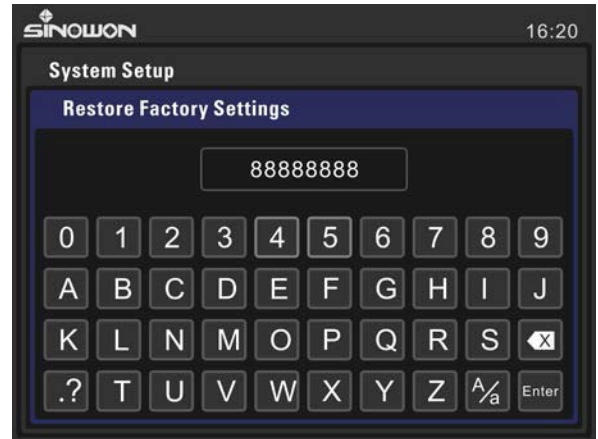 SINOWON 16:20
System Setup
Restore Factory Settings
88888888
0 1 2 3 4 5 6 7 8 9
A B C D E F G H I J
K L N M O P Q R S X
.? T U V W X Y Z A/a Enter